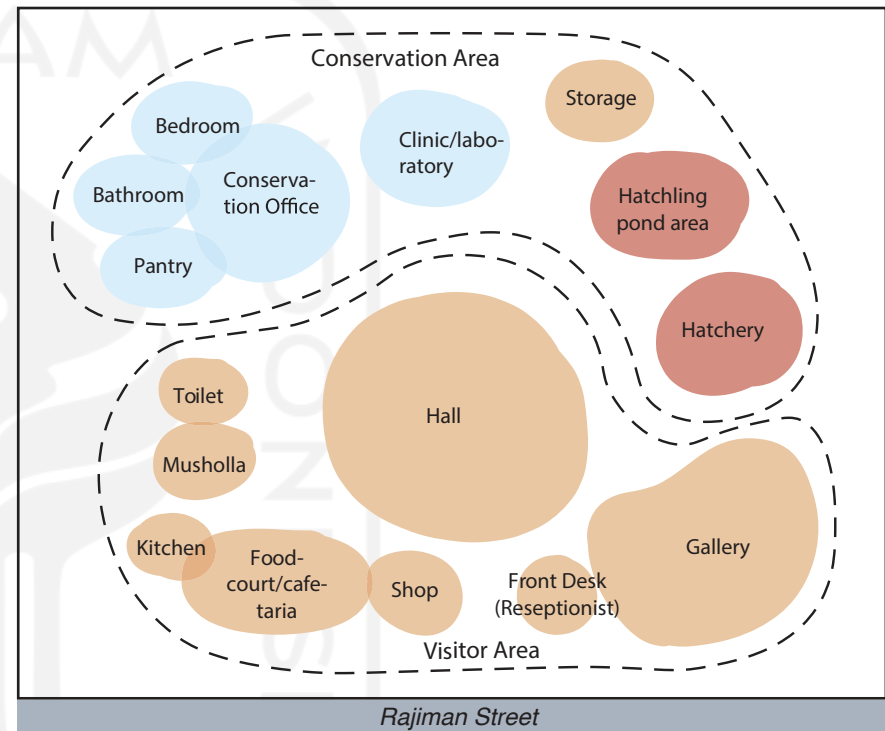 Conservation Area
Storage
Bedroom
Clinic/labo-
ratory
Bathroom
Conserva-
tion Office
Hatchling
pond area
Pantry
Hatchery
Toilet
Hall
Musholla
Kitchen
Food-
court/cafe-
taria
Shop
Front Desk
(Reseptionist)
Gallery
Visitor Area
Rajiman Street